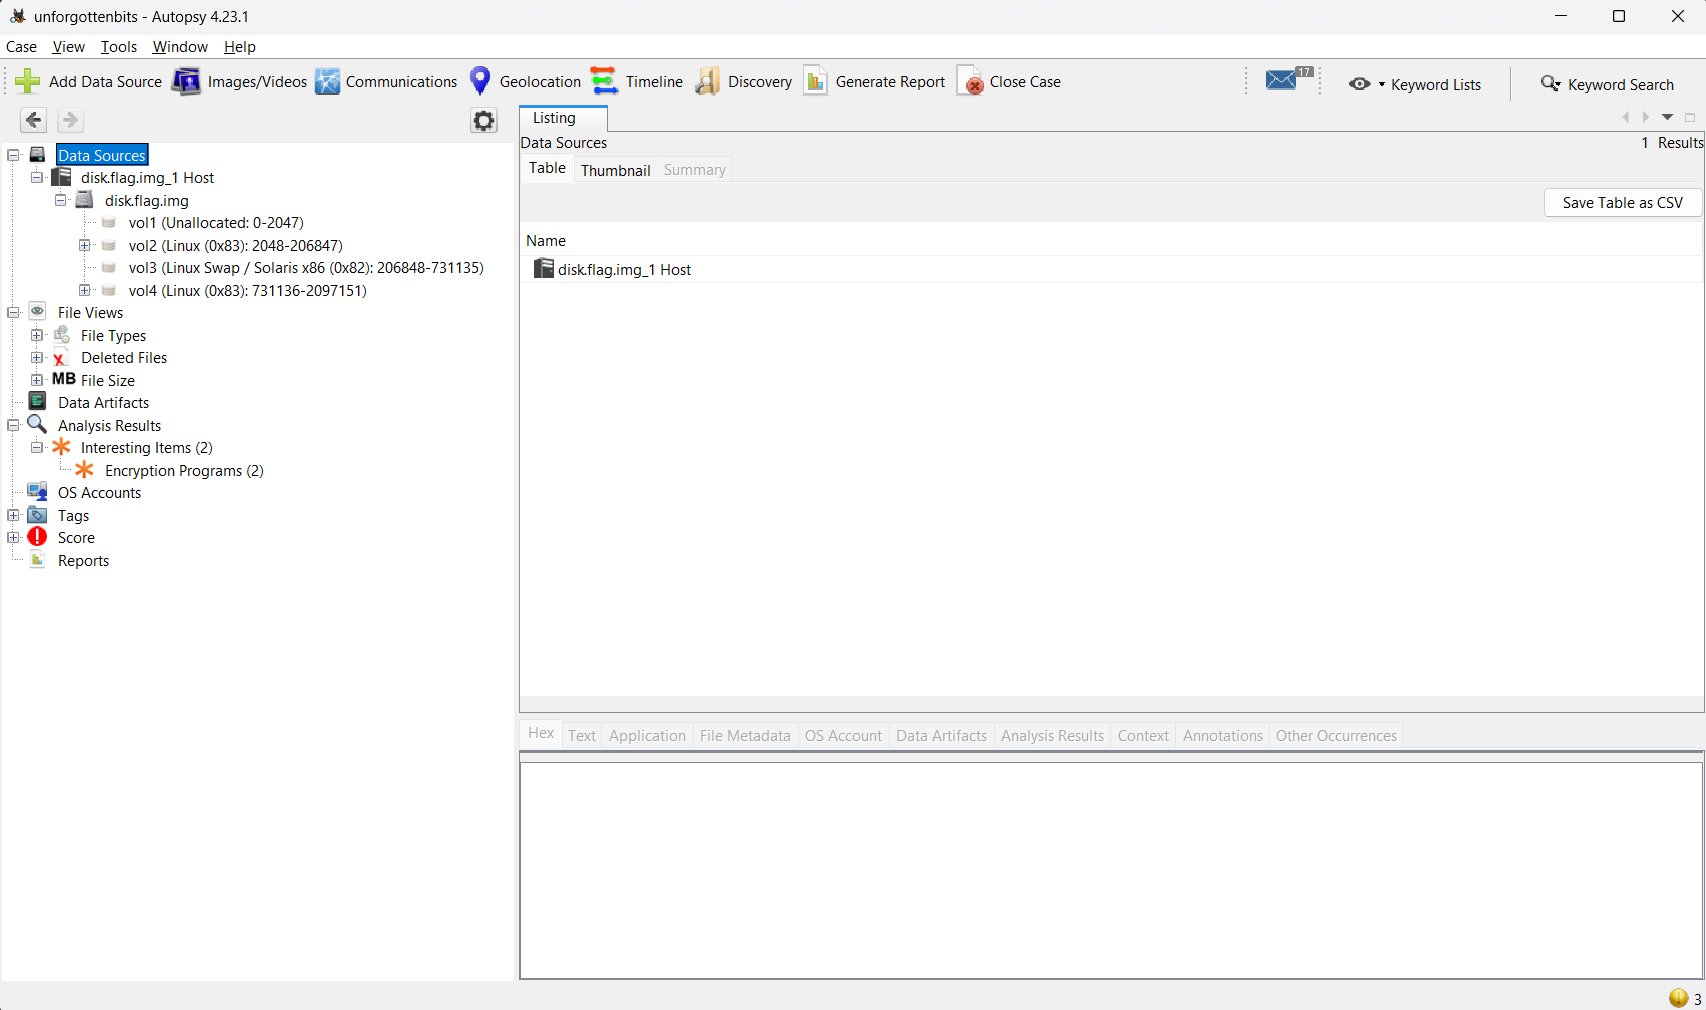 unforgottenbits - Autopsy 4.23.1
Case View Tools Window Help
Add Data Source Images/Videos Communications Geolocation Timeline Discovery Generate Report Close Case 17 Keyword Lists Keyword Search
Listing
Data Sources 1 Results
Table Thumbnail Summary
Save Table as CSV
Name
disk.flag.img_1 Host
Data Sources
disk.flag.img_1 Host
disk.flag.img
vol1 (Unallocated: 0-2047)
vol2 (Linux (0x83): 2048-206847)
vol3 (Linux Swap / Solaris x86 (0x82): 206848-731135)
vol4 (Linux (0x83): 731136-2097151)
File Views
File Types
Deleted Files
MB File Size
Data Artifacts
Analysis Results
Interesting Items (2)
Encryption Programs (2)
OS Accounts
Tags
Score
Reports
Hex Text Application File Metadata OS Account Data Artifacts Analysis Results Context Annotations Other Occurrences
3